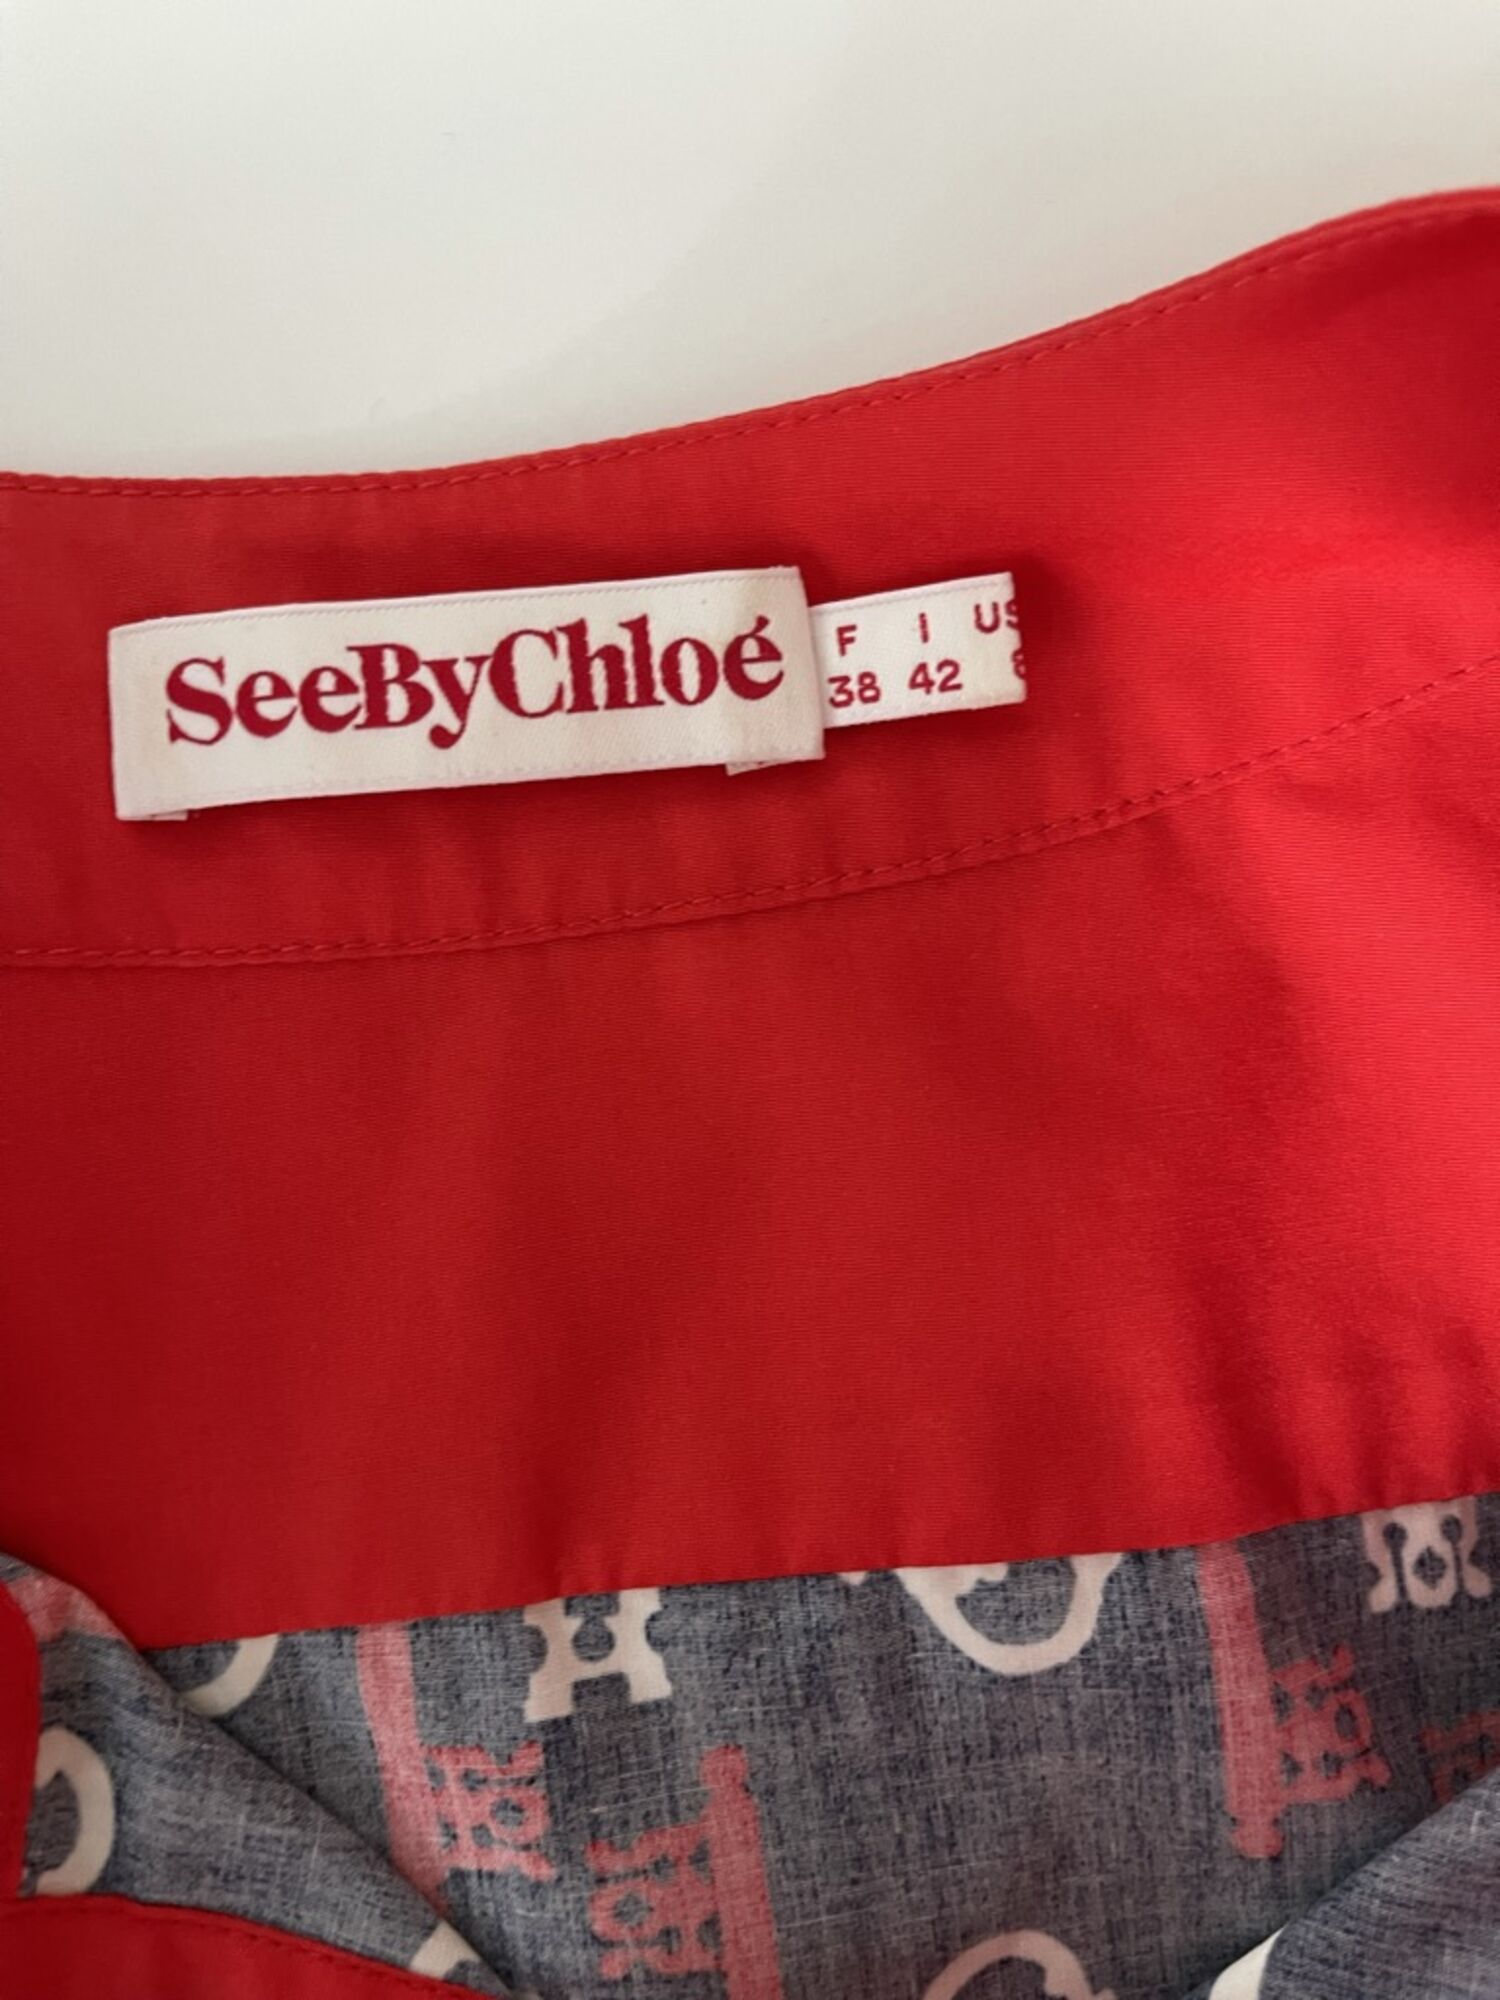 SeeByChloé
F I US
38 42